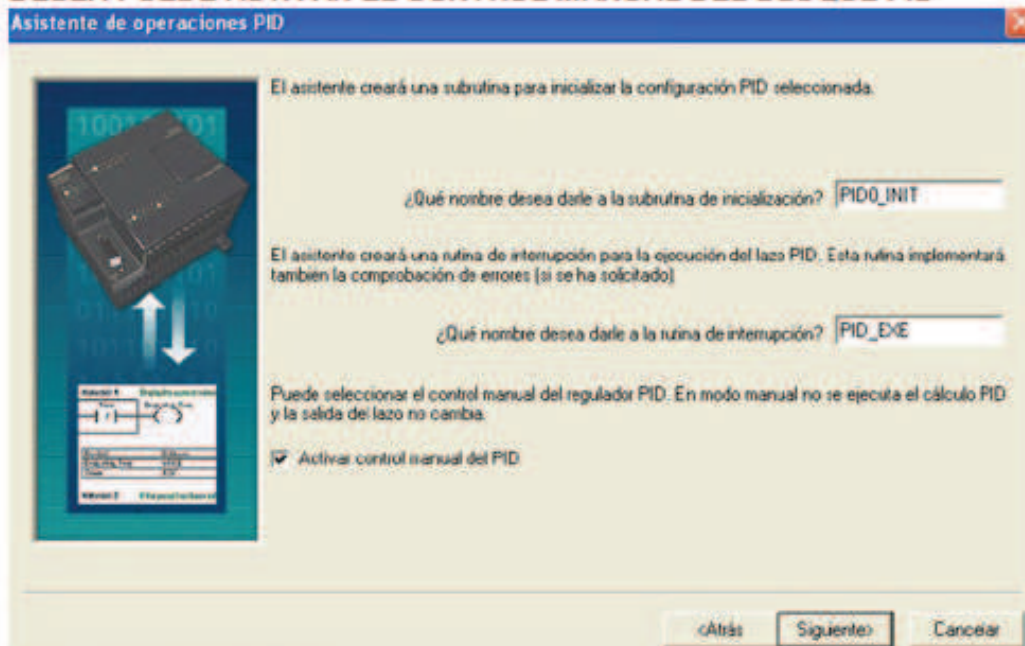 Asistente de operaciones PID
El asistente creará una subrutina para inicializar la configuración PID seleccionada.
¿Qué nombre desea darle a la subrutina de inicialización? PID0_INIT
El asistente creará una rutina de interrupción para la ejecución del lazo PID. Esta rutina implementará
también la comprobación de errores (si se ha solicitado)
¿Qué nombre desea darle a la rutina de interrupción? PID_EXE
Puede seleccionar el control manual del regulador PID. En modo manual no se ejecuta el cálculo PID
y la salida del lazo no cambia.
Activar control manual del PID
<Atrás Siguiente> Cancelar